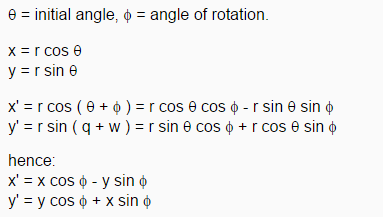 θ = initial angle, ϕ = angle of rotation.
x = r cos θ
y = r sin θ
x' = r cos ( θ + ϕ ) = r cos θ cos ϕ - r sin θ sin ϕ
y' = r sin ( q + w ) = r sin θ cos ϕ + r cos θ sin ϕ
hence:
x' = x cos ϕ - y sin ϕ
y' = y cos ϕ + x sin ϕ